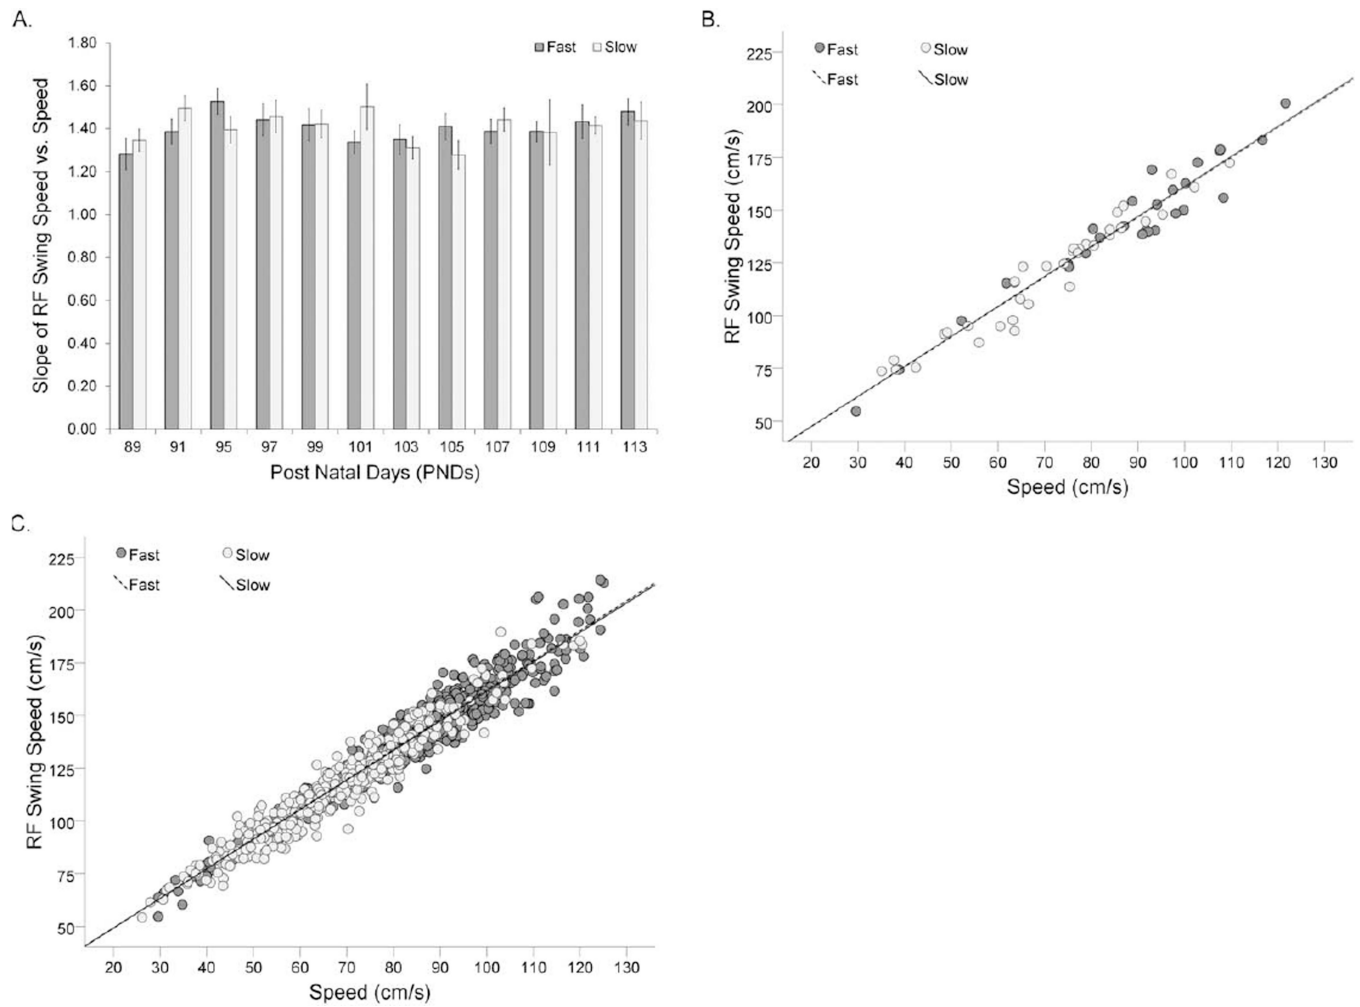 A.
Slope of RF Swing Speed vs. Speed
1.80
1.60
1.40
1.20
1.00
0.80
0.60
0.40
0.20
0.00
Fast Slow
89 91 95 97 99 101 103 105 107 109 111 113
Post Natal Days (PNDs)
B.
RF Swing Speed (cm/s)
225
200
175
150
125
100
75
50
Fast Slow
Fast Slow
20 30 40 50 60 70 80 90 100 110 120 130
Speed (cm/s)
C.
RF Swing Speed (cm/s)
225
200
175
150
125
100
75
50
Fast Slow
Fast Slow
20 30 40 50 60 70 80 90 100 110 120 130
Speed (cm/s)